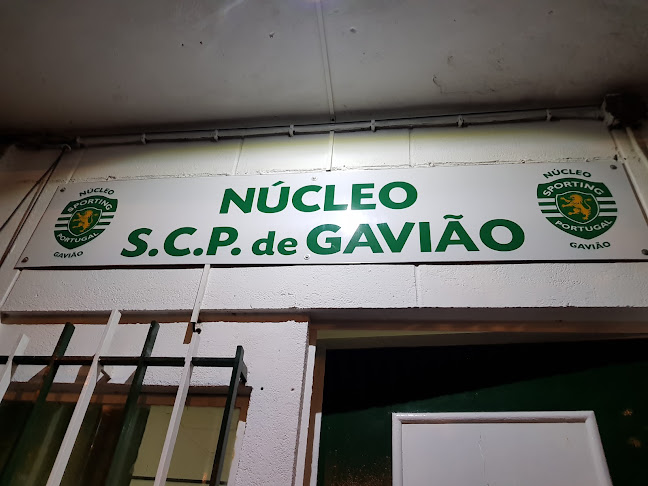 NÚCLEO
SPORTING
PORTUGAL
GAVIÃO
NÚCLEO
S.C.P. de GAVIÃO
NÚCLEO
SPORTING
PORTUGAL
GAVIÃO